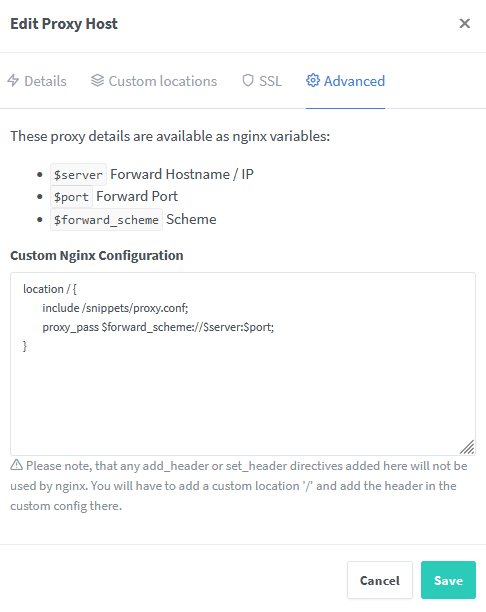 Edit Proxy Host
Details
Custom locations
SSL
Advanced
These proxy details are available as nginx variables:
$server Forward Hostname / IP
$port Forward Port
$forward_scheme Scheme
Custom Nginx Configuration
location / {
include /snippets/proxy.conf;
proxy_pass $forward_scheme://$server:$port;
}
Please note, that any add_header or set_header directives added here will not be
used by nginx. You will have to add a custom location '/' and add the header in the
custom config there.
Cancel
Save